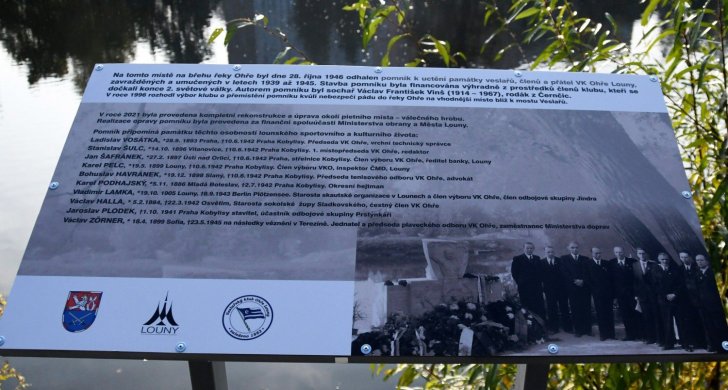 Na tomto místě na břehu řeky Ohře byl dne 28. října 1945 odhalen pomník k uctění památky veslařů, členů a přátel VK Ohře Louny,
zavražděných a umučených v letech 1939 až 1945. Stavba pomníku byla financována výhradně z prostředků členů klubu, kteří se
dočkali konce 2. světové války. Autorem pomníku byl sochař Václav František Vinš (1914 – 1967), rodák z Černčic.
V roce 1998 rozhodl výbor klubu o přemístění pomníku kvůli nebezpečí pádu do řeky Ohře na vhodnější místo blíž k mostu Veslařů.
V roce 2021 byla provedena kompletní rekonstrukce a úprava okolí pietního místa – válečného hrobu.
Realizace opravy pomníku byla provedena za finanční spoluúčasti Ministerstva obrany a Města Louny.
Pomník připomíná památku těchto osobností lounského sportovního a kulturního života:
Ladislav VOSÁTKA, 1893 Praha, †10.6.1942 Praha Kobylisy. Předseda VK Ohře, vrchní technický správce
Stanislav ŠULC, 1896 Vitanovice, †10.6.1942 Praha Kobylisy. 1. místopředseda VK Ohře, ředitel
Jan ŠAFRÁNEK, *27.2. 1897 Ústí nad Orlicí, †10.6.1942 Praha, střelnice Kobylisy. Člen výboru VK Ohře, ředitel banky, Louny
Karel PELC, *19.5. 1899 Louny, †10.6.1942 Praha Kobylisy. Člen výboru VKO, inspektor ČMD, Louny
Bohuslav HAVRÁNEK, *19.12. 1898 Slaný, †10.6.1942 Praha Kobylisy. Předseda tenisového odboru VK Ohře, advokát
Karel PODHAJSKÝ, *5.11. 1886 Mladá Boleslav, 12.7.1942 Praha Kobylisy. Okresní hejtman
Vladimír LAMKA, *19.10. 1905 Louny, 18.9.1943 Berlín Plötzensee. Starosta skautské organizace v Lounech a člen výboru VK Ohře, člen odbojové skupiny Jindra
Václav HALLA, *5.2.1884, †22.3.1942 Osvětim, Starosta sokolské župy Sladkovského, čestný člen VK Ohře
Jaroslav PLODEK, 11.10. 1941 Praha Kobylisy stavitel, účastník odbojové skupiny Prstýnkáři
Václav ZÖRNER, * 18.4. 1899 Sofia, †23.5.1945 na následky věznění v Terezíně. Jednatel a předseda plaveckého odboru VK Ohře, zaměstnanec Ministerstva doprav
LOUNY
Veslařský klub Ohře Louny